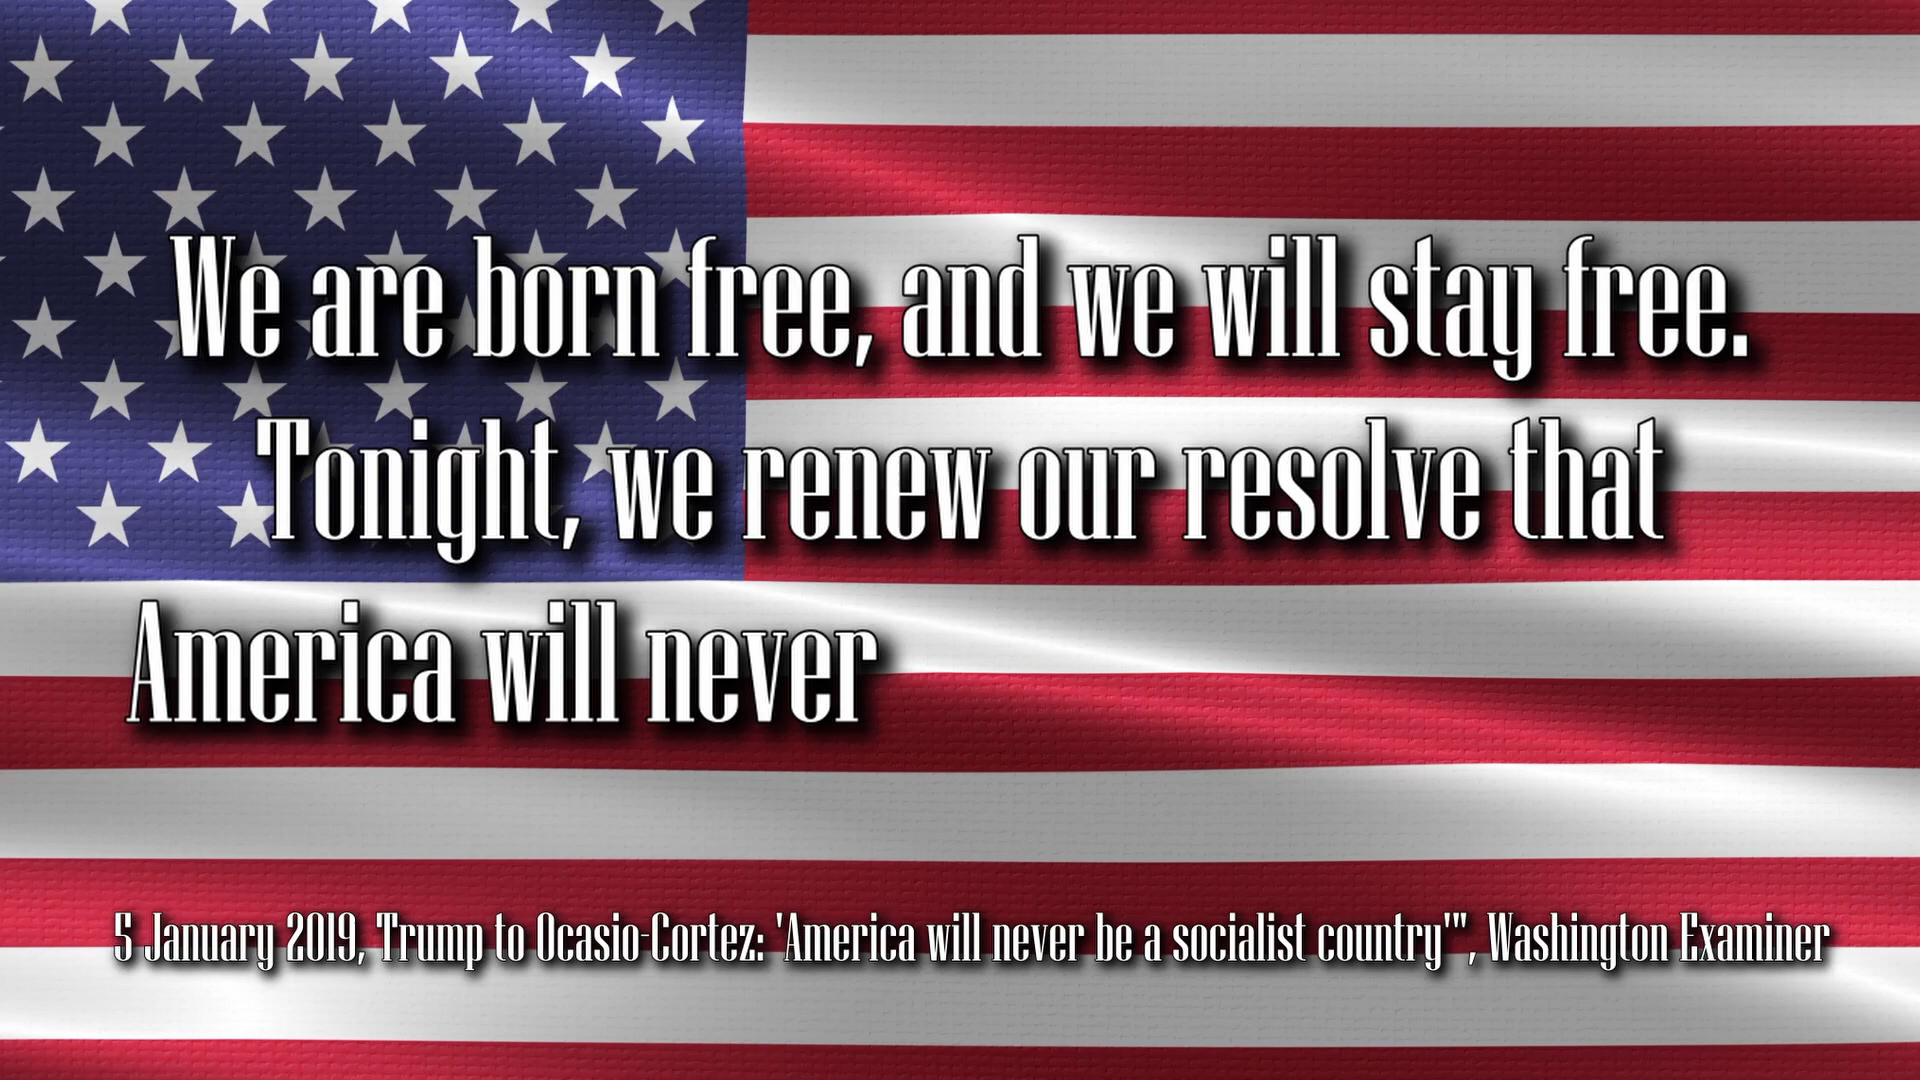 We are born free, and we will stay free.
Tonight, we renew our resolve that
America will never
5 January 2019, Trump to Ocasio-Cortez: 'America will never be a socialist country'", Washington Examiner